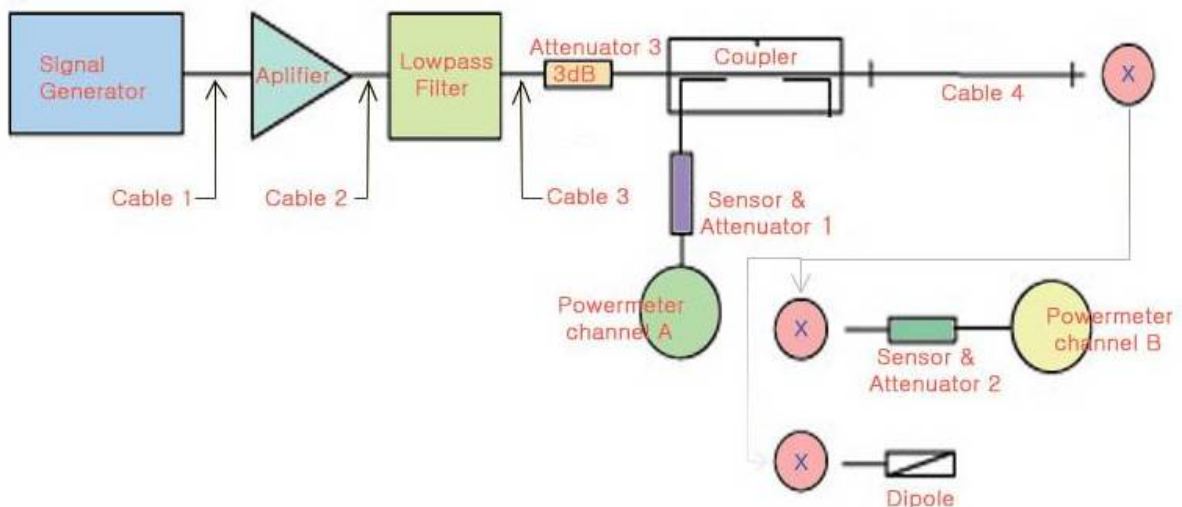 Signal
Generator
Aplifier
Lowpass
Filter
Attenuator 3
3dB
Coupler
Cable 4
X
Cable 1
Cable 2
Cable 3
Sensor &
Attenuator 1
Powermeter
channel A
X
Sensor &
Attenuator 2
Powermeter
channel B
X
Dipole